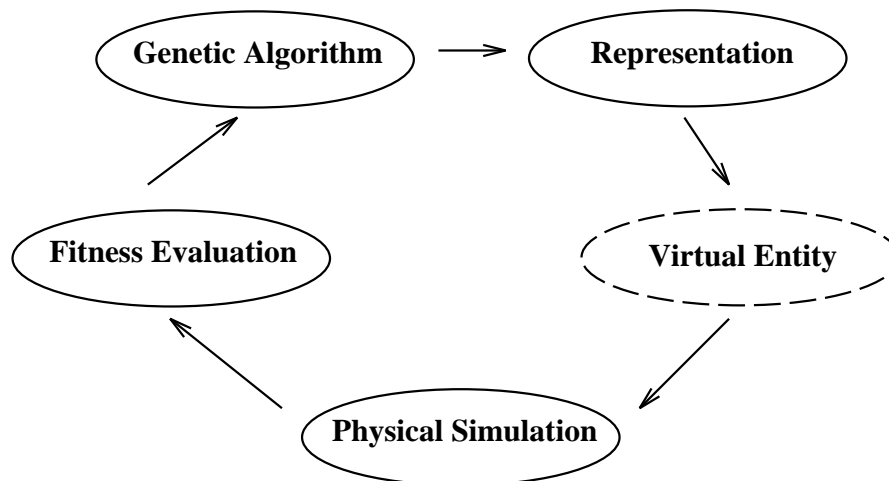 Genetic Algorithm
Representation
Fitness Evaluation
Virtual Entity
Physical Simulation